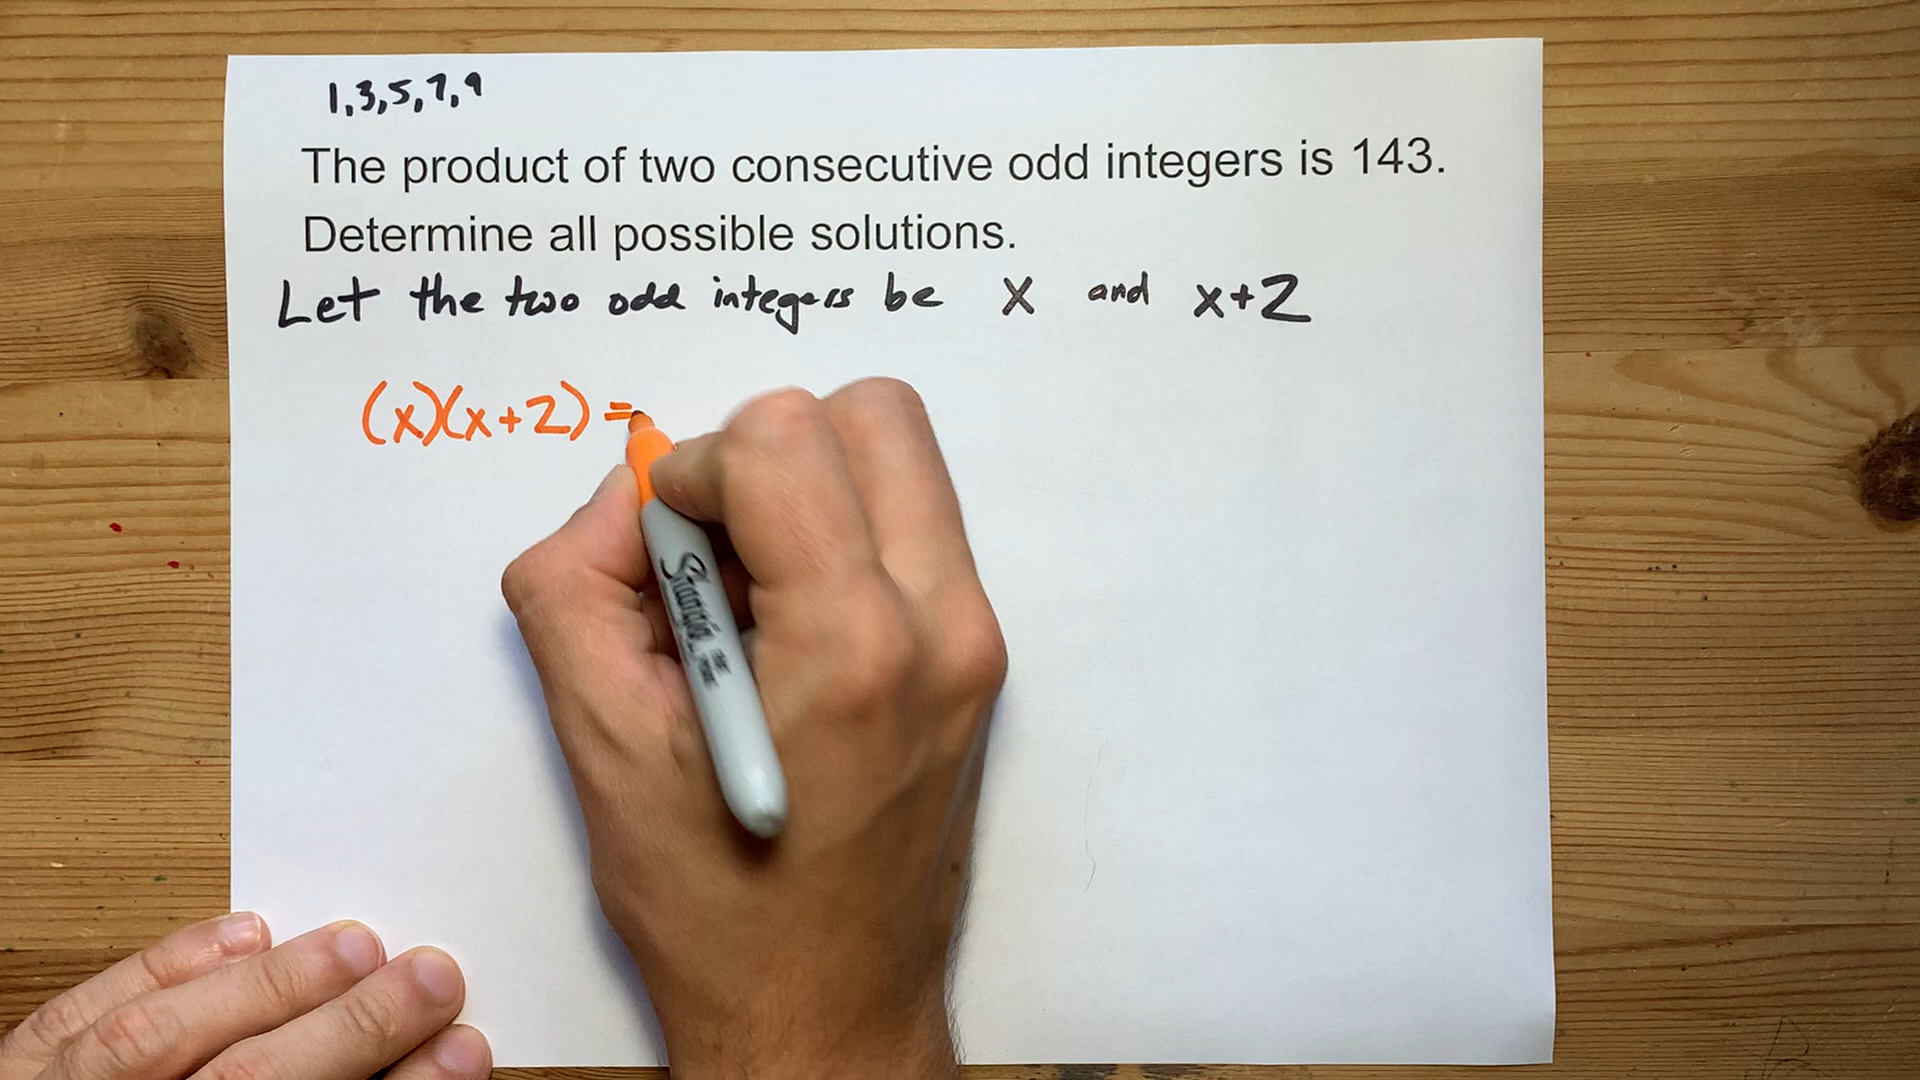 1,3,5,7,9
The product of two consecutive odd integers is 143.
Determine all possible solutions.
Let the two odd integers be x and x+2
(x)(x+2) =
Sharpie